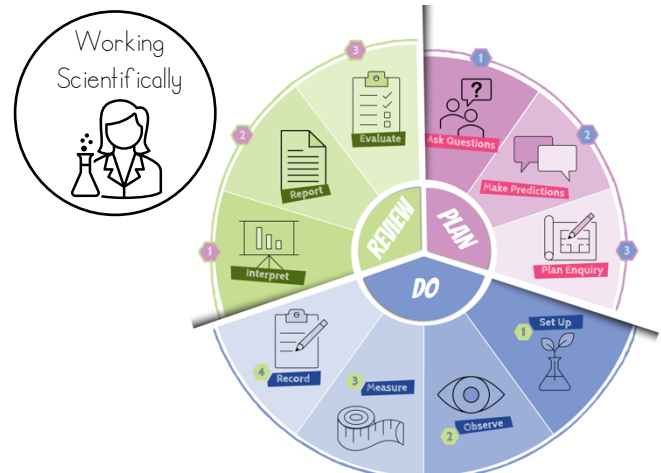 Working
Scientifically
PLAN
1
Ask Questions
2
Make Predictions
3
Plan Enquiry
DO
1
Set Up
2
Observe
3
Measure
4
Record
REVIEW
1
Interpret
2
Report
3
Evaluate
?